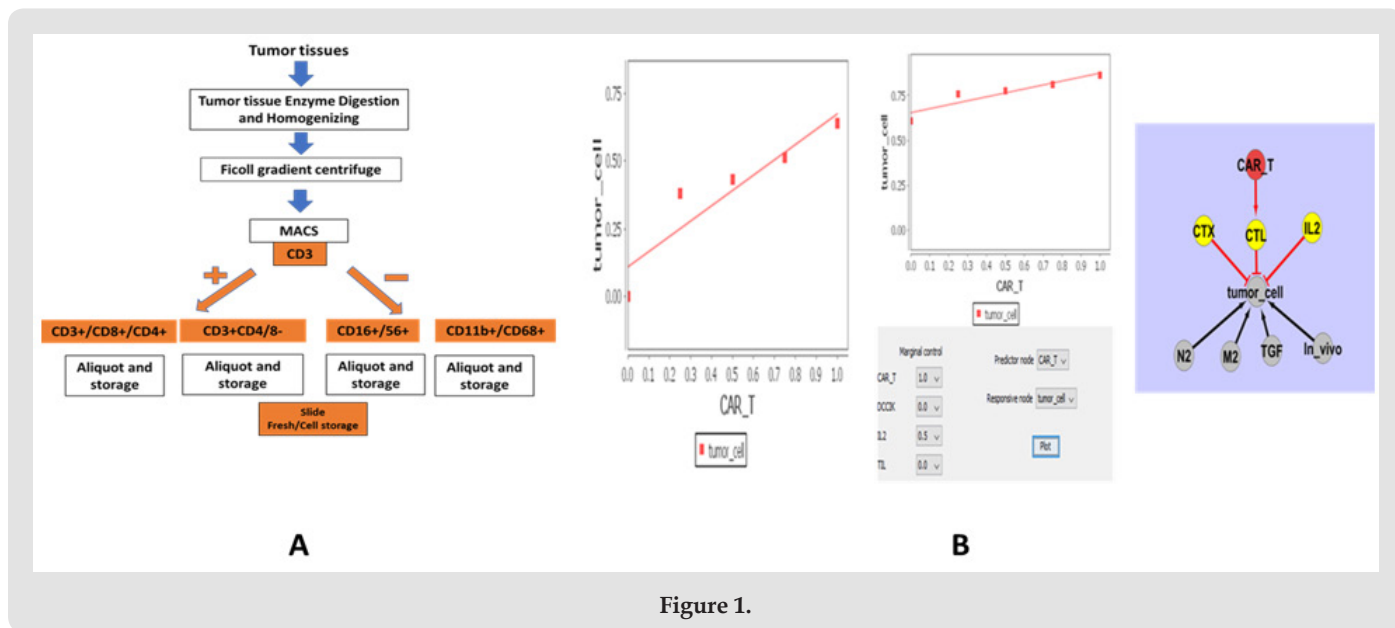 Tumor tissues
Tumor tissue Enzyme Digestion
and Homogenizing
Ficoll gradient centrifuge
MACS
CD3
+
−
CD3+/CD8+/CD4+
CD3+CD4/8-
CD16+/56+
CD11b+/CD68+
Aliquot and
storage
Aliquot and
storage
Aliquot and
storage
Aliquot and
storage
Slide
Fresh/Cell storage
A
tumor_cell
0.75
0.50
0.25
0.00
0.0 0.1 0.2 0.3 0.4 0.5 0.6 0.7 0.8 0.9 1.0
CAR_T
tumor_cell
tumor_cell
0.75
0.50
0.25
0.00
0.0 0.1 0.2 0.3 0.4 0.5 0.6 0.7 0.8 0.9 1.0
CAR_T
tumor_cell
Marginal control
CAR_T 1.0
DCCIK 0.0
IL2 0.5
TIL 0.0
Predictor node CAR_T
Responsive node tumor_cell
Plot
CAR_T
CTX
CTL
IL2
tumor_cell
N2
M2
TGF
In_vivo
B
Figure 1.